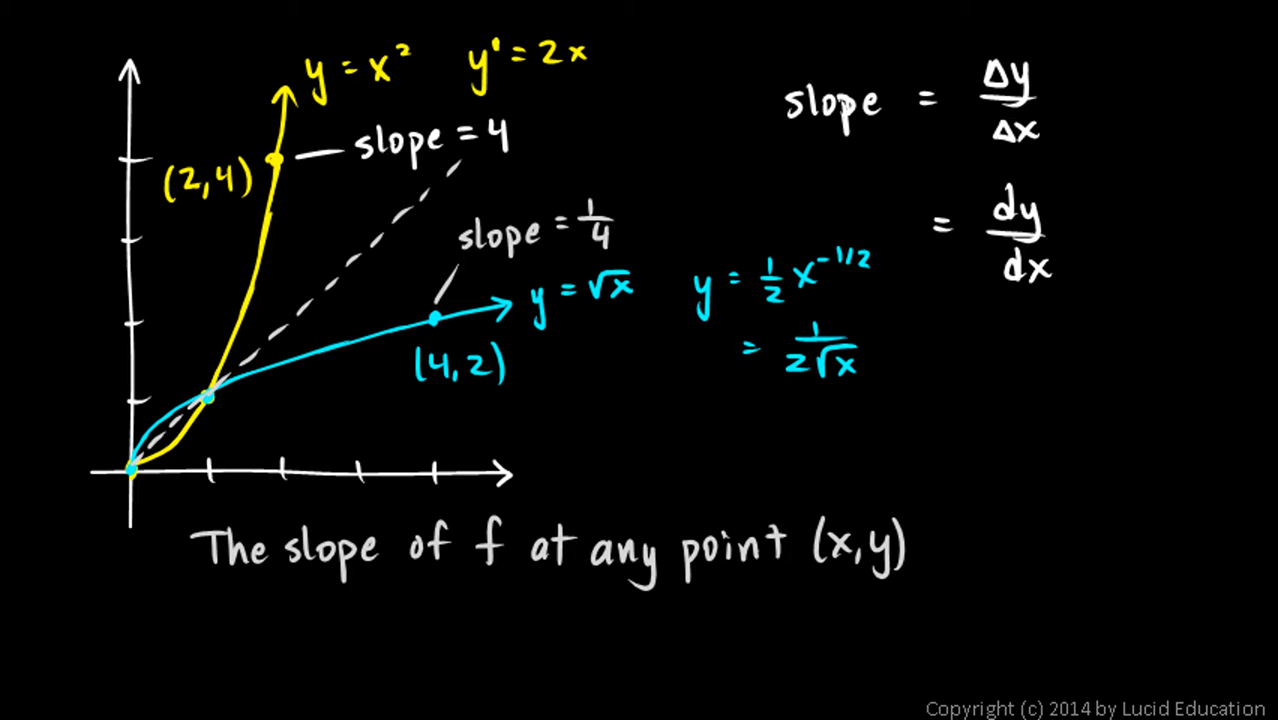 y = x² y' = 2x
slope = 4
(2,4)
slope = 1/4
y = √x
(4,2)
y = 1/2 x^(-1/2)
= 1/(2√x)
slope = Δy/Δx
= dy/dx
The slope of f at any point (x,y)
Copyright (c) 2014 by Lucid Education